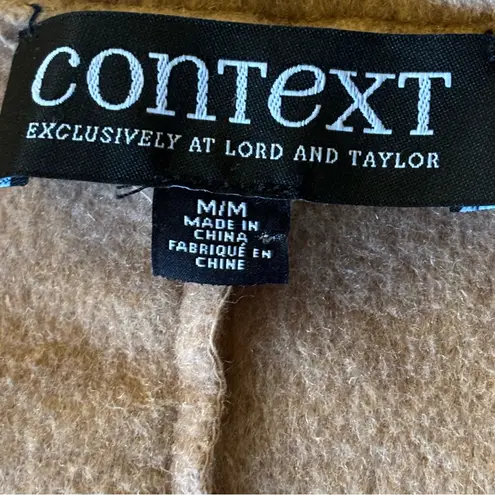 conTexT
EXCLUSIVELY AT LORD AND TAYLOR
M/M
MADE IN
CHINA
FABRIQUÉ EN
CHINE